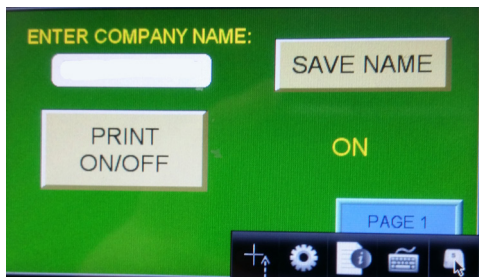 ENTER COMPANY NAME:
SAVE NAME
PRINT
ON/OFF
ON
PAGE 1